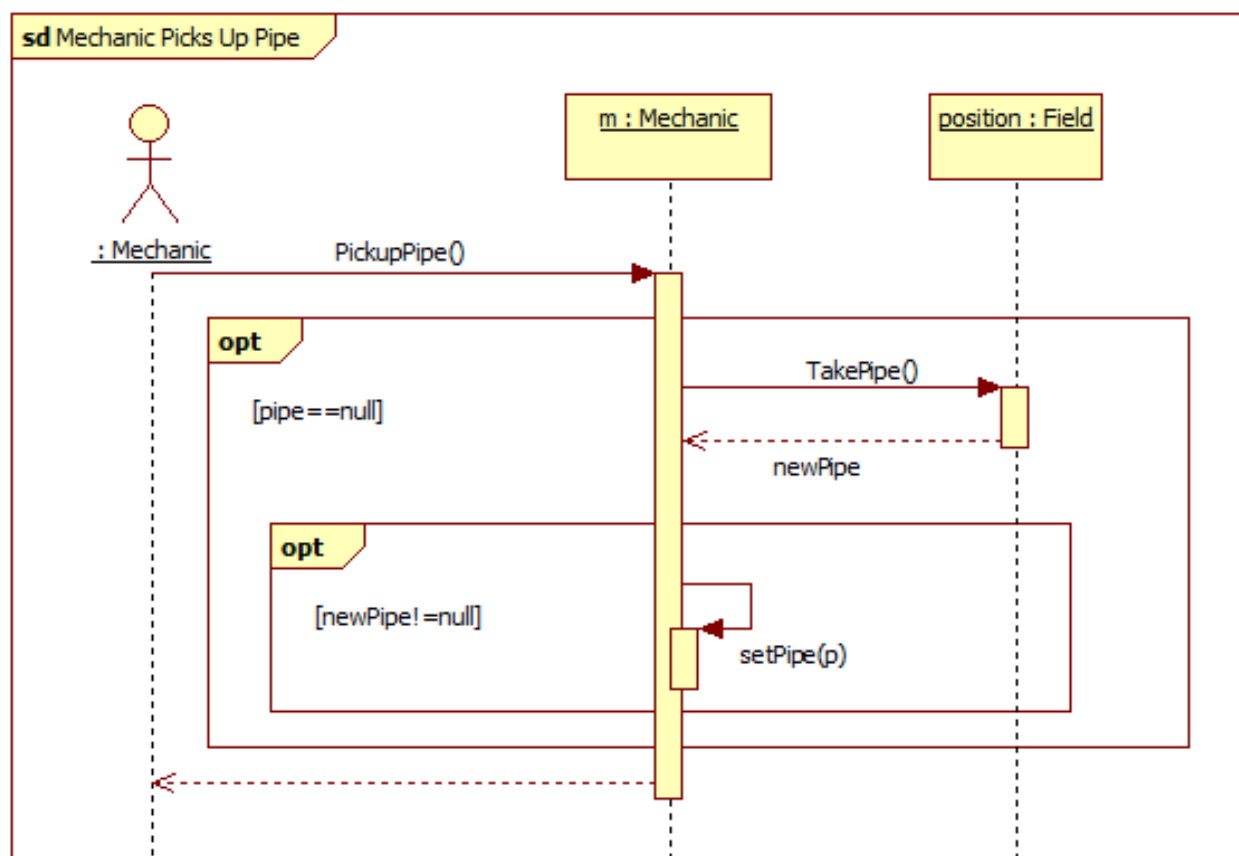 sd Mechanic Picks Up Pipe
m : Mechanic
position : Field
: Mechanic
PickupPipe()
opt
TakePipe()
[pipe==null]
newPipe
opt
[newPipe!=null]
setPipe(p)